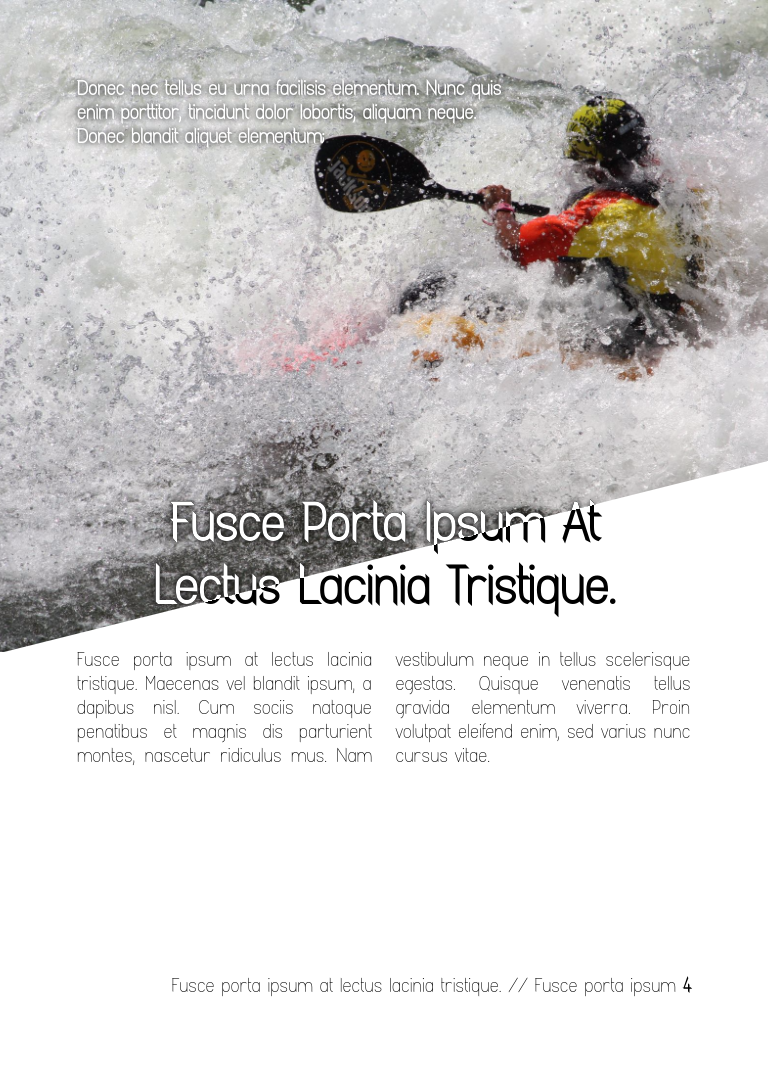 Donec nec tellus eu urna facilisis elementum. Nunc quis
enim porttitor, tincidunt dolor lobortis, aliquam neque.
Donec blandit aliquet elementum;
Jackson
Fusce Porta Ipsum At
Lectus Lacinia Tristique.
Fusce porta ipsum at lectus lacinia
tristique. Maecenas vel blandit ipsum, a
dapibus nisl. Cum sociis natoque
penatibus et magnis dis parturient
montes, nascetur ridiculus mus. Nam
vestibulum neque in tellus scelerisque
egestas. Quisque venenatis tellus
gravida elementum viverra. Proin
volutpat eleifend enim, sed varius nunc
cursus vitae.
Fusce porta ipsum at lectus lacinia tristique. // Fusce porta ipsum 4